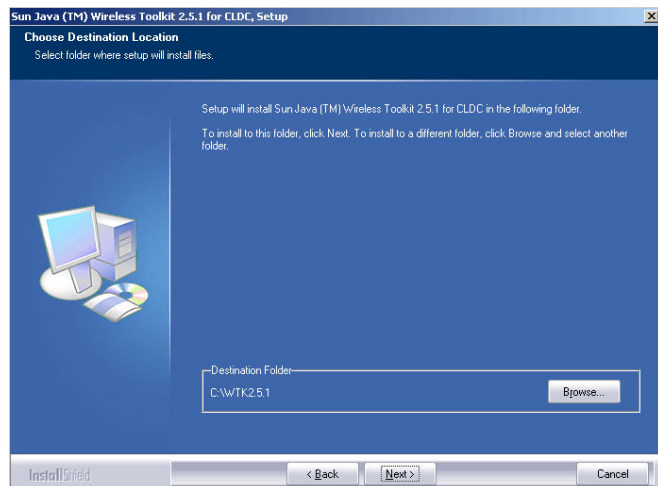 Sun Java (TM) Wireless Toolkit 2.5.1 for CLDC, Setup
Choose Destination Location
Select folder where setup will install files.
Setup will install Sun Java (TM) Wireless Toolkit 2.5.1 for CLDC in the following folder.
To install to this folder, click Next. To install to a different folder, click Browse and select another
folder.
Destination Folder
C:\WTK2.5.1
Browse...
InstallShield
< Back
Next >
Cancel